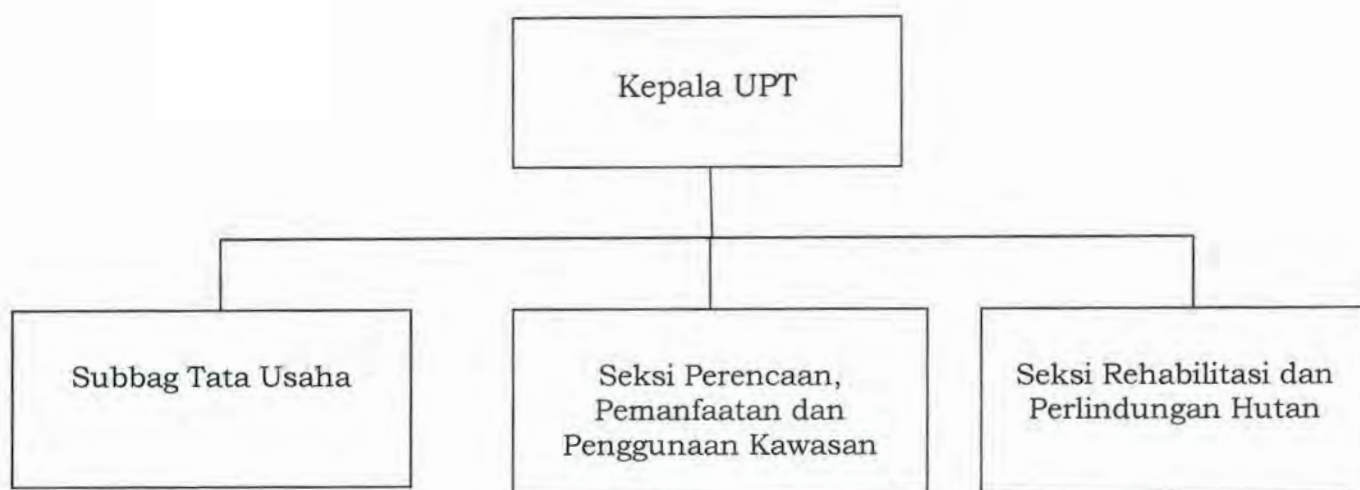 Kepala UPT
Subbag Tata Usaha
Seksi Perencaan,
Pemanfaatan dan
Penggunaan Kawasan
Seksi Rehabilitasi dan
Perlindungan Hutan